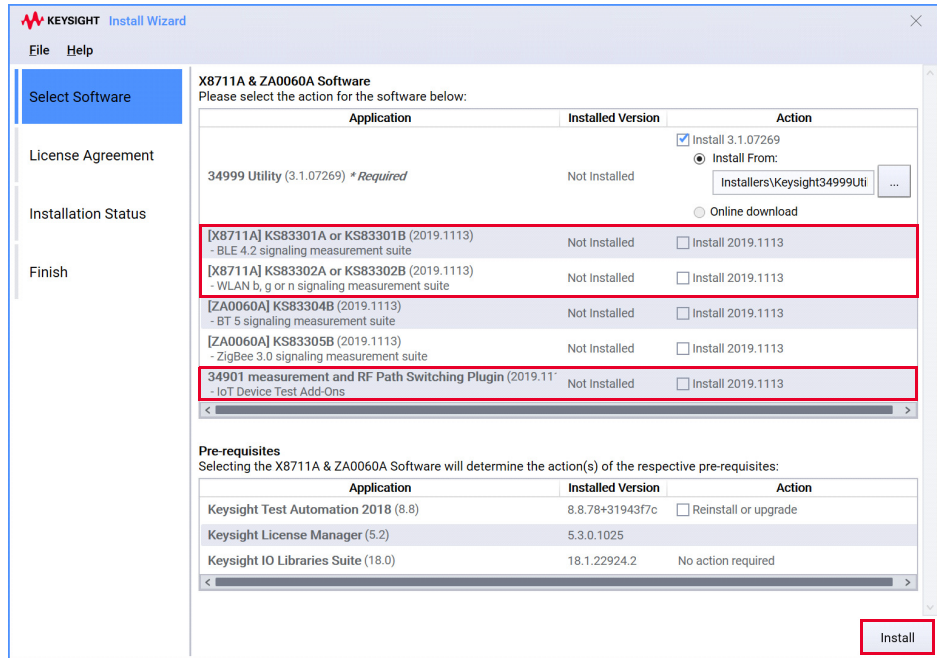 KEYSIGHT Install Wizard
File Help
Select Software
License Agreement
Installation Status
Finish
X8711A & ZA0060A Software
Please select the action for the software below:
Application Installed Version Action
34999 Utility (3.1.07269) * Required Not Installed
Install 3.1.07269
Install From:
Installers\Keysight34999Uti ...
Online download
[X8711A] KS83301A or KS83301B (2019.1113)
- BLE 4.2 signaling measurement suite
Not Installed Install 2019.1113
[X8711A] KS83302A or KS83302B (2019.1113)
- WLAN b, g or n signaling measurement suite
Not Installed Install 2019.1113
[ZA0060A] KS83304B (2019.1113)
- BT 5 signaling measurement suite
Not Installed Install 2019.1113
[ZA0060A] KS83305B (2019.1113)
- ZigBee 3.0 signaling measurement suite
Not Installed Install 2019.1113
34901 measurement and RF Path Switching Plugin (2019.11
- IoT Device Test Add-Ons
Not Installed Install 2019.1113
Pre-requisites
Selecting the X8711A & ZA0060A Software will determine the action(s) of the respective pre-requisites:
Application Installed Version Action
Keysight Test Automation 2018 (8.8) 8.8.78+31943f7c Reinstall or upgrade
Keysight License Manager (5.2) 5.3.0.1025
Keysight IO Libraries Suite (18.0) 18.1.22924.2 No action required
Install